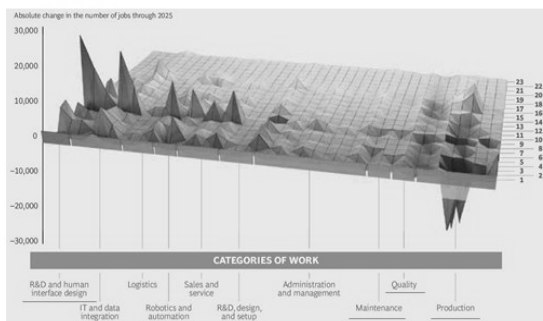 Absolute change in the number of jobs through 2025
30,000
20,000
10,000
0
−10,000
−20,000
−30,000
23
22
21
20
19
18
17
16
15
14
13
12
11
10
9
8
7
6
5
4
3
2
1
CATEGORIES OF WORK
R&D and human
interface design
Logistics
Sales and
service
Administration
and management
Quality
IT and data
integration
Robotics and
automation
R&D, design,
and setup
Maintenance
Production